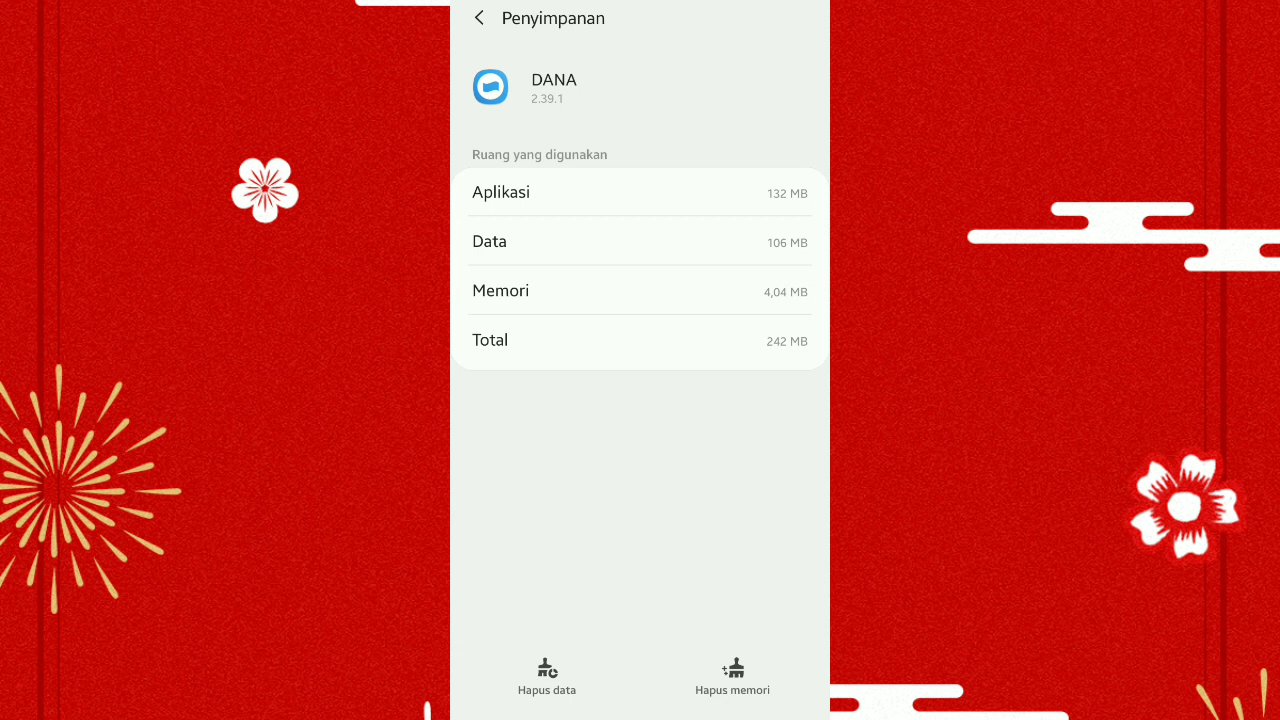 Penyimpanan
DANA
2.39.1
Ruang yang digunakan
Aplikasi 132 MB
Data 106 MB
Memori 4,04 MB
Total 242 MB
Hapus data Hapus memori